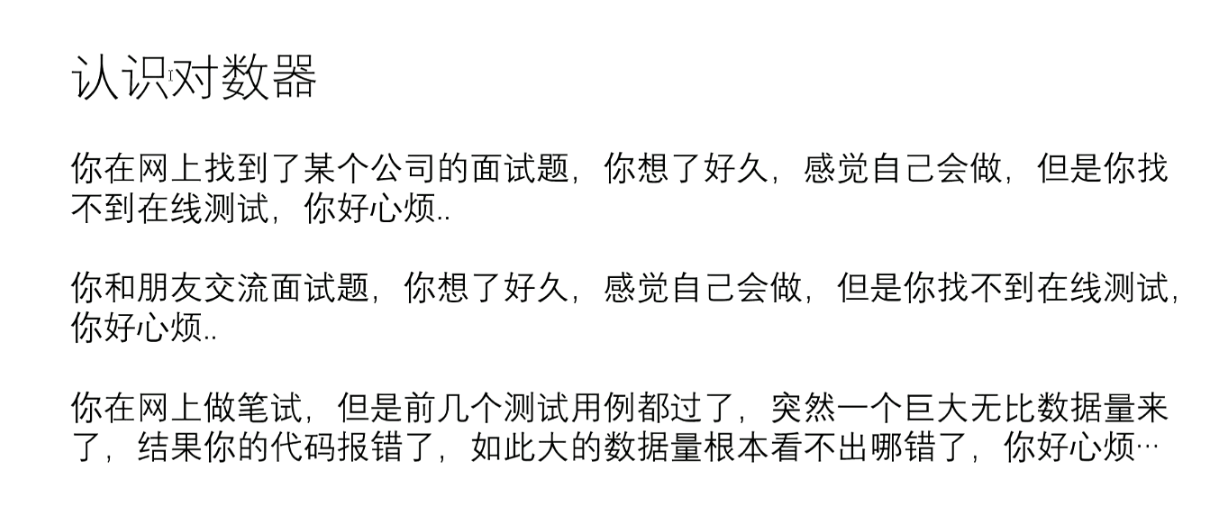 认识对数器
你在网上找到了某个公司的面试题，你想了好久，感觉自己会做，但是你找
不到在线测试，你好心烦..
你和朋友交流面试题，你想了好久，感觉自己会做，但是你找不到在线测试，
你好心烦..
你在网上做笔试，但是前几个测试用例都过了，突然一个巨大无比数据量来
了，结果你的代码报错了，如此大的数据量根本看不出哪错了，你好心烦…